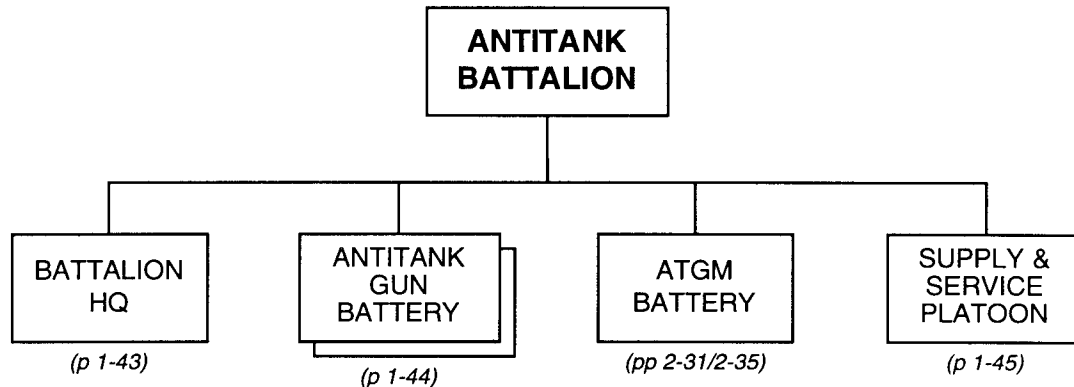 ANTITANK
BATTALION
BATTALION
HQ
(p 1-43)
ANTITANK
GUN
BATTERY
(p 1-44)
ATGM
BATTERY
(pp 2-31/2-35)
SUPPLY &
SERVICE
PLATOON
(p 1-45)